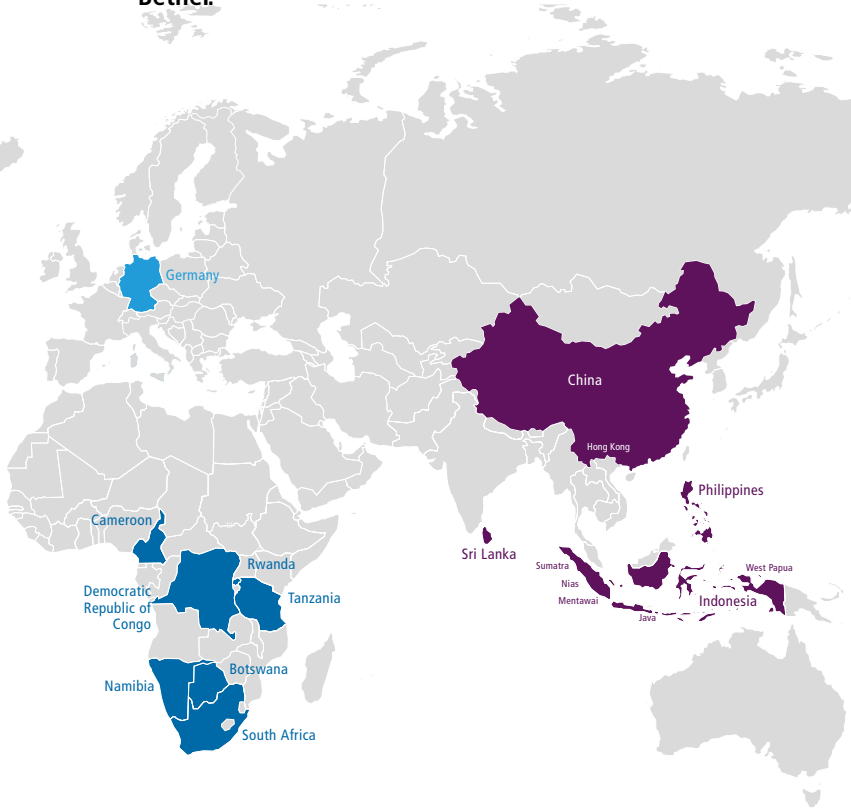 Bethel.
Germany
China
Hong Kong
Philippines
Cameroon
Sri Lanka
Rwanda
Sumatra
West Papua
Nias
Democratic
Republic of
Congo
Tanzania
Mentawai
Indonesia
Java
Botswana
Namibia
South Africa